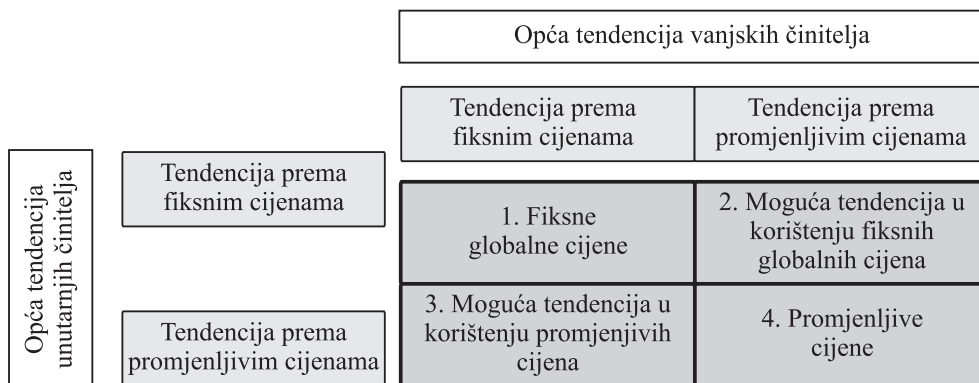 Opća tendencija vanjskih činitelja
Tendencija prema
fiksnim cijenama
Tendencija prema
promjenljivim cijenama
Opća tendencija
unutarnjih činitelja
Tendencija prema
fiksnim cijenama
1. Fiksne
globalne cijene
2. Moguća tendencija u
korištenju fiksnih
globalnih cijena
Tendencija prema
promjenljivim cijenama
3. Moguća tendencija u
korištenju promjenjivih
cijena
4. Promjenljive
cijene